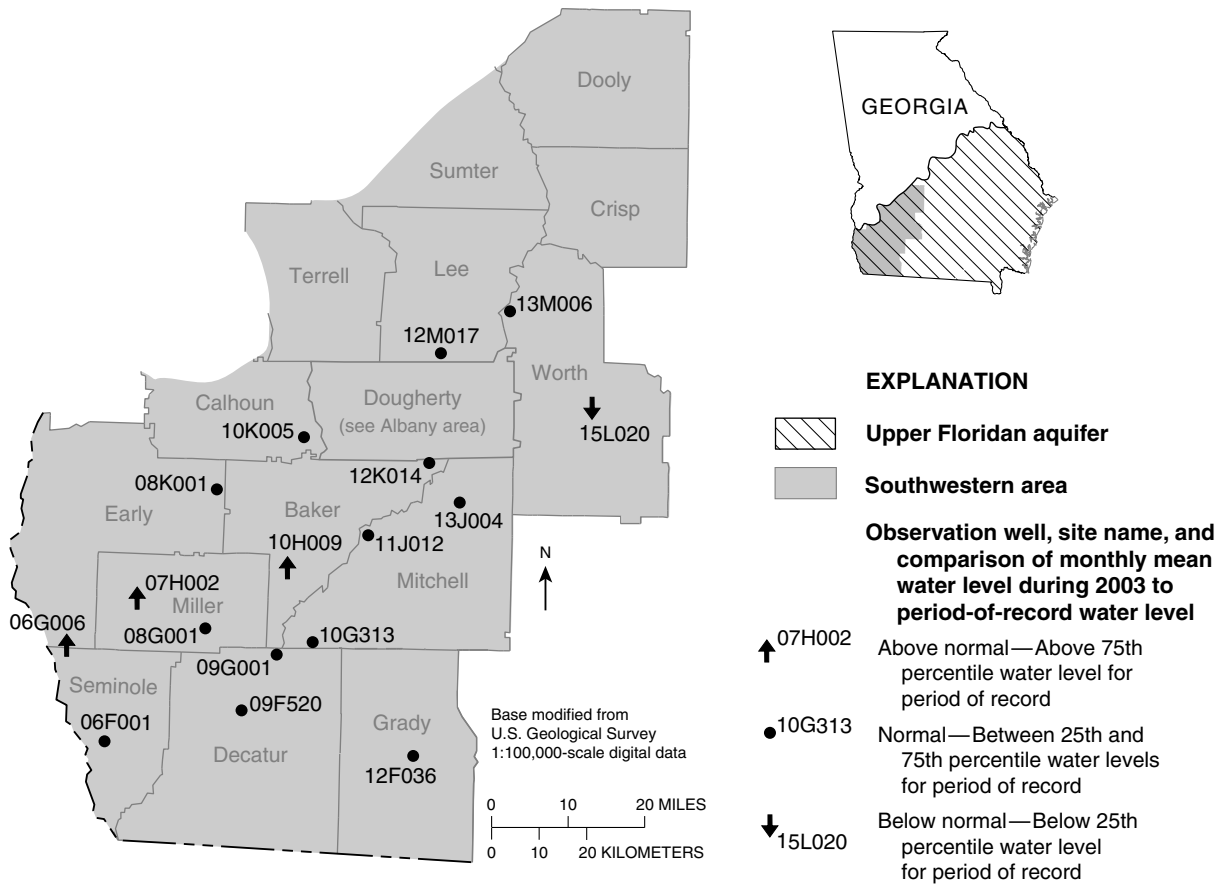 Dooly
Sumter
Crisp
Terrell
Lee
13M006
12M017
Worth
Calhoun
Dougherty
(see Albany area)
10K005
15L020
12K014
08K001
Early
Baker
13J004
10H009
11J012
Mitchell
07H002
Miller
06G006
08G001
10G313
09G001
Seminole
09F520
06F001
Grady
Decatur
12F036
N
Base modified from
U.S. Geological Survey
1:100,000-scale digital data
0 10 20 MILES
0 10 20 KILOMETERS
GEORGIA
EXPLANATION
Upper Floridan aquifer
Southwestern area
Observation well, site name, and
comparison of monthly mean
water level during 2003 to
period-of-record water level
07H002 Above normal—Above 75th
percentile water level for
period of record
10G313 Normal—Between 25th and
75th percentile water levels
for period of record
15L020 Below normal—Below 25th
percentile water level
for period of record